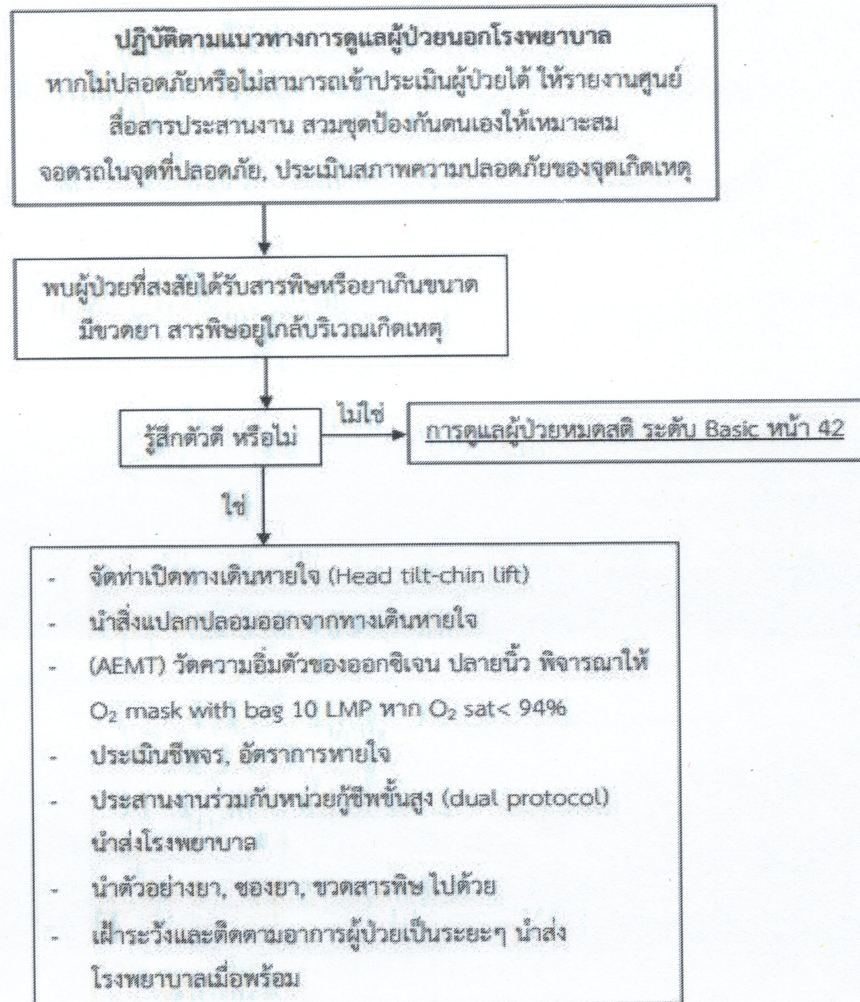 ปฏิบัติตามแนวทางการดูแลผู้ป่วยนอกโรงพยาบาล
หากไม่ปลอดภัยหรือไม่สามารถเข้าประเมินผู้ป่วยได้ ให้รายงานศูนย์
สื่อสารประสานงาน สวมชุดป้องกันตนเองให้เหมาะสม
จอดรถในจุดที่ปลอดภัย, ประเมินสภาพความปลอดภัยของจุดเกิดเหตุ
พบผู้ป่วยที่สงสัยได้รับสารพิษหรือยาเกินขนาด
มีขวดยา สารพิษอยู่ใกล้บริเวณเกิดเหตุ
รู้สึกตัวดี หรือไม่
ไม่ใช่
การดูแลผู้ป่วยหมดสติ ระดับ Basic หน้า 42
ใช่
- จัดท่าเปิดทางเดินหายใจ (Head tilt-chin lift)
- นำสิ่งแปลกปลอมออกจากทางเดินหายใจ
- (AEMT) วัดความอิ่มตัวของออกซิเจน ปลายนิ้ว พิจารณาให้
O₂ mask with bag 10 LMP หาก O₂ sat< 94%
- ประเมินชีพจร, อัตราการหายใจ
- ประสานงานร่วมกับหน่วยกู้ชีพขั้นสูง (dual protocol)
นำส่งโรงพยาบาล
- นำตัวอย่างยา, ซองยา, ขวดสารพิษ ไปด้วย
- เฝ้าระวังและติดตามอาการผู้ป่วยเป็นระยะๆ นำส่ง
โรงพยาบาลเมื่อพร้อม